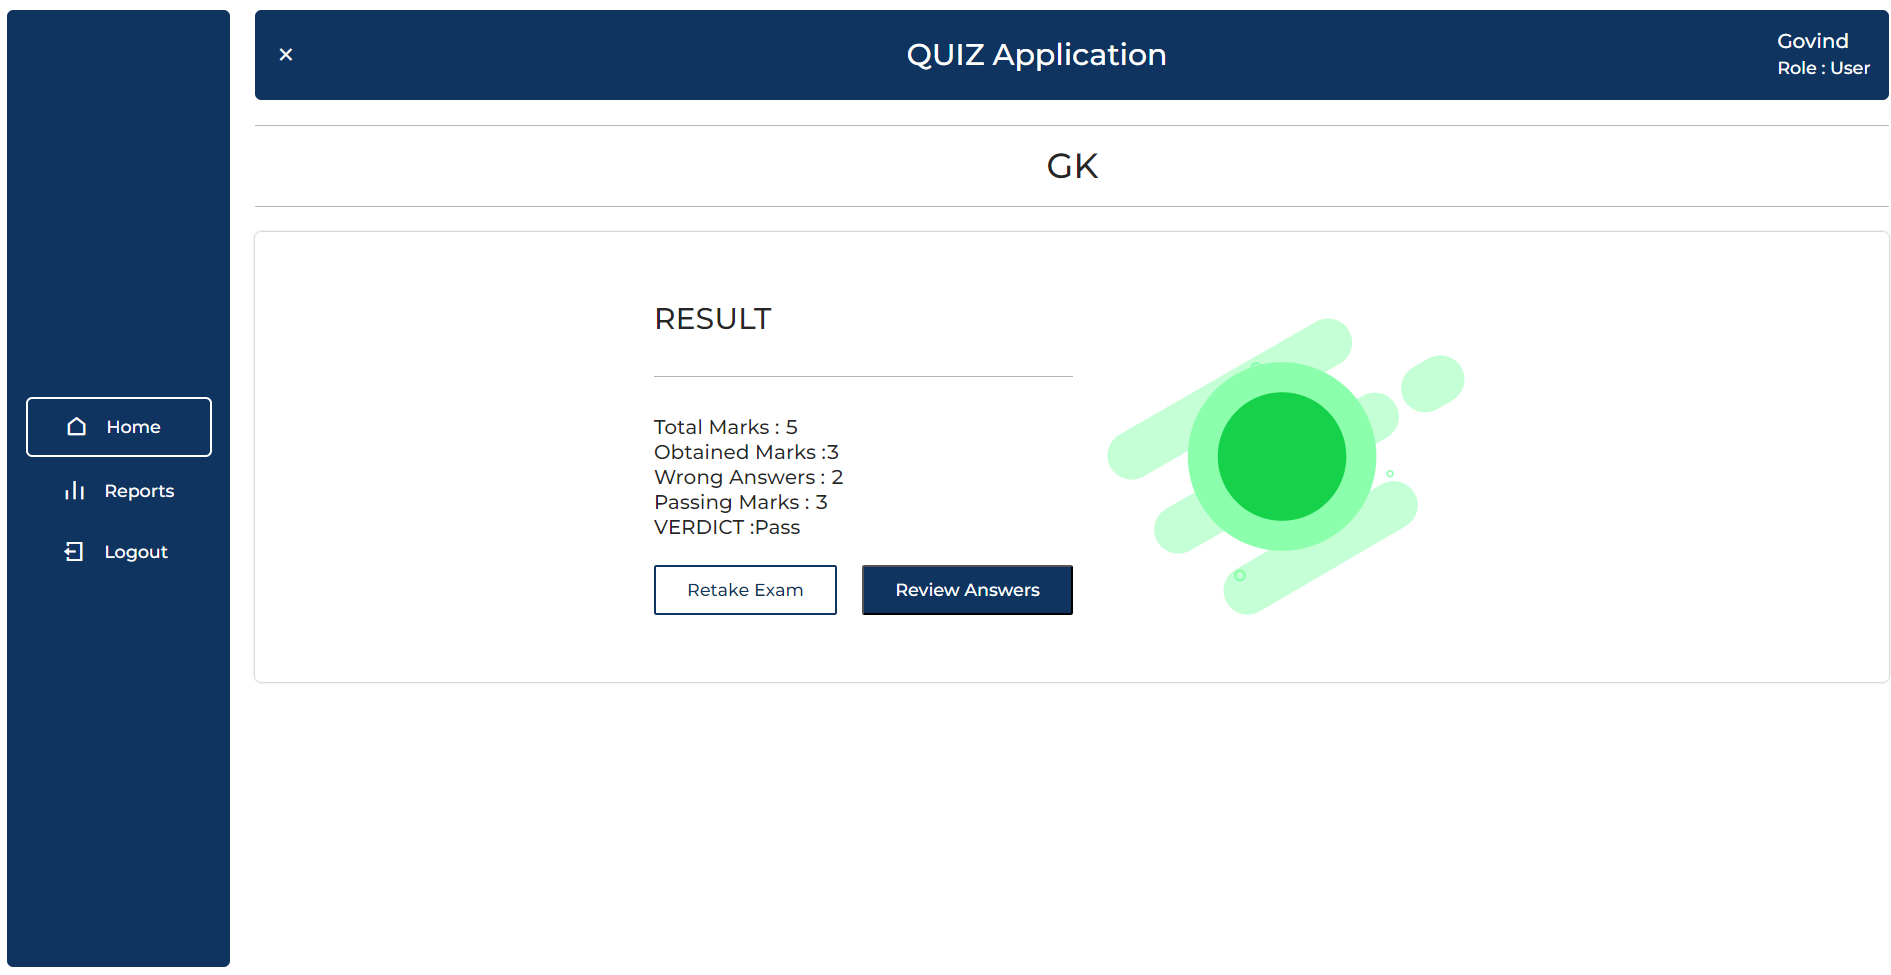 Home
Reports
Logout
QUIZ Application
Govind
Role : User
GK
RESULT
Total Marks : 5
Obtained Marks :3
Wrong Answers : 2
Passing Marks : 3
VERDICT :Pass
Retake Exam
Review Answers